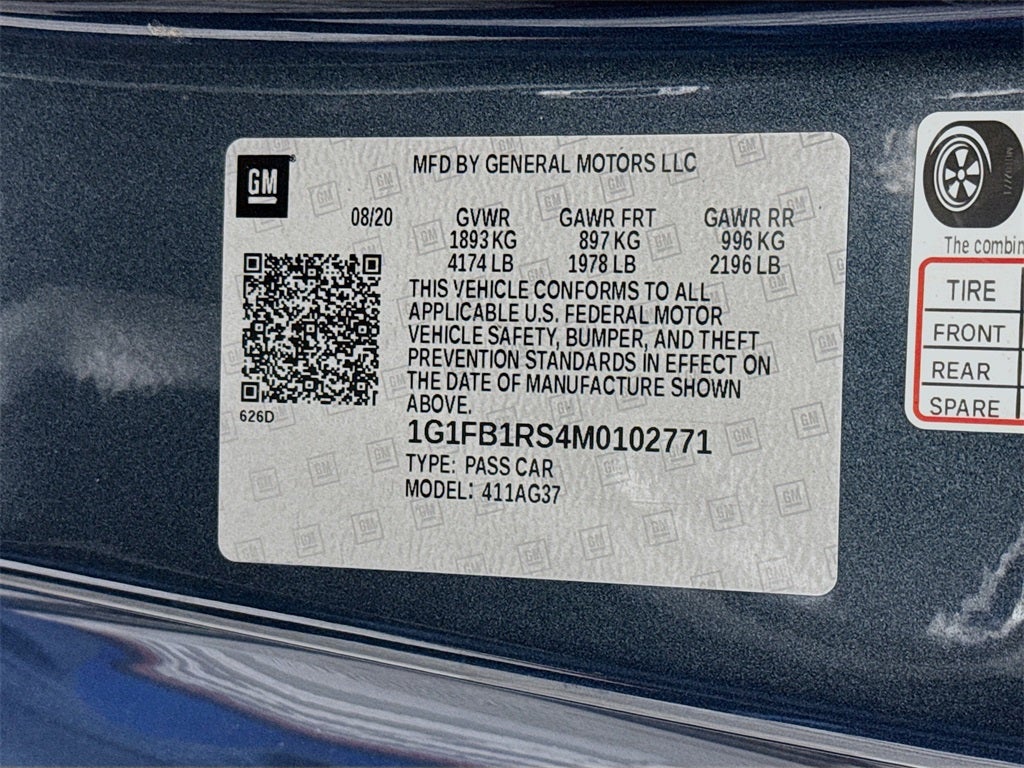 GM
MFD BY GENERAL MOTORS LLC
08/20 GVWR GAWR FRT GAWR RR
1893 KG 897 KG 996 KG
4174 LB 1978 LB 2196 LB
THIS VEHICLE CONFORMS TO ALL
APPLICABLE U.S. FEDERAL MOTOR
VEHICLE SAFETY, BUMPER, AND THEFT
PREVENTION STANDARDS IN EFFECT ON
THE DATE OF MANUFACTURE SHOWN
ABOVE.
626D
1G1FB1RS4M0102771
TYPE: PASS CAR
MODEL: 411AG37
The combin
TIRE
FRONT
REAR
SPARE